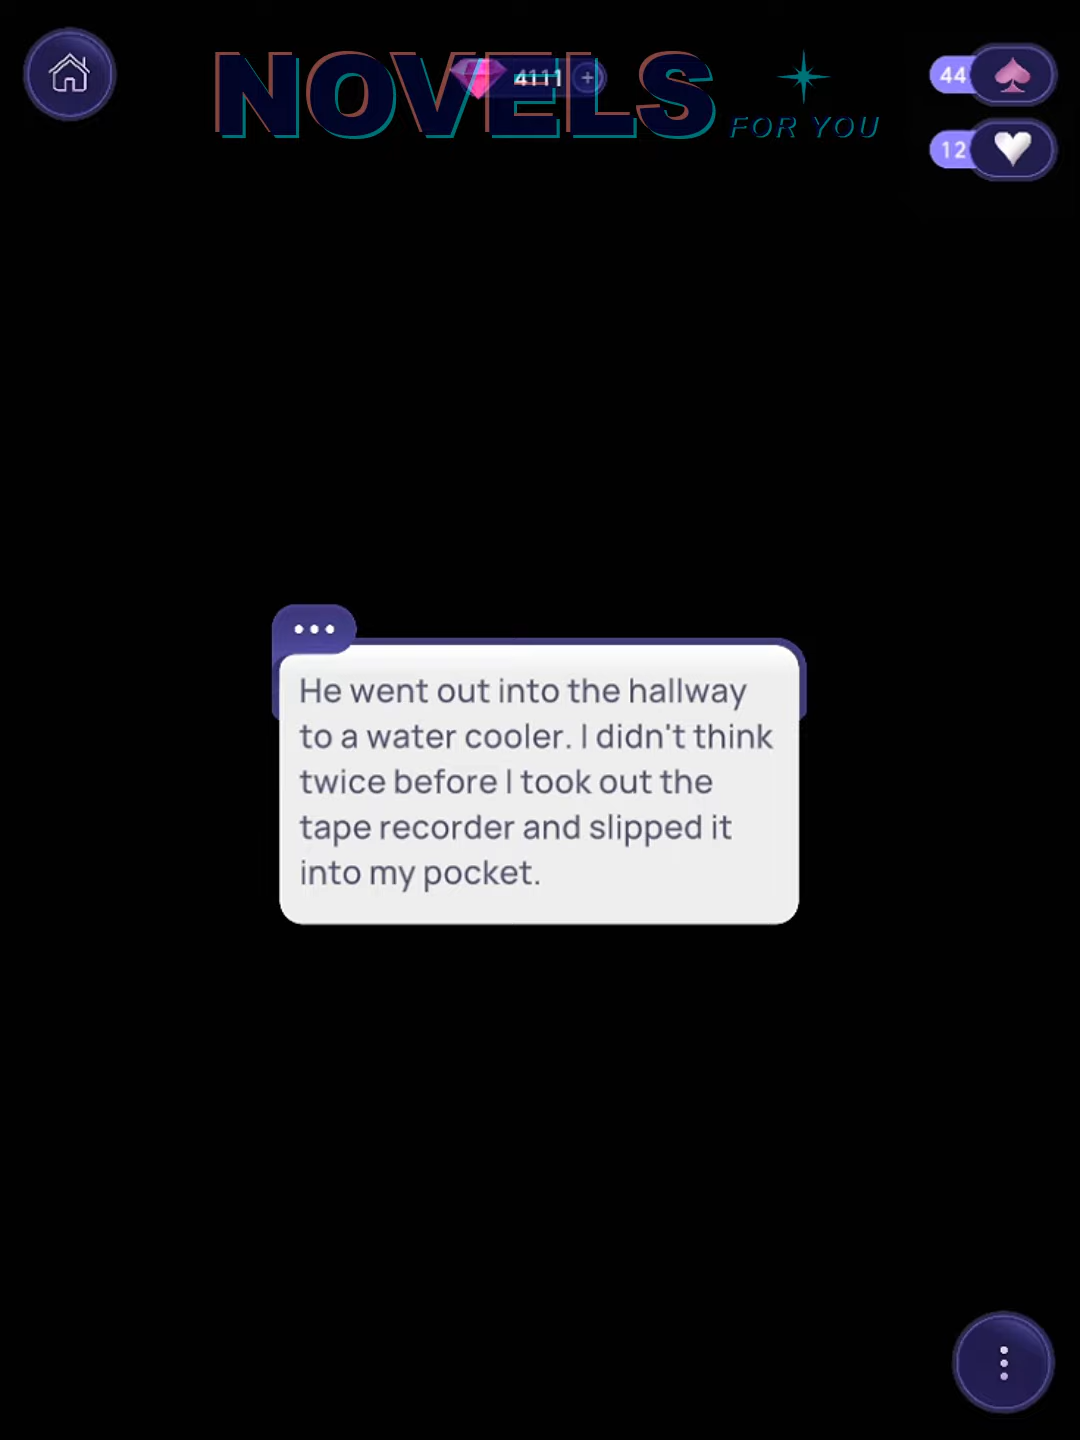 NOVELS
FOR YOU
4111
44
12
He went out into the hallway
to a water cooler. I didn't think
twice before I took out the
tape recorder and slipped it
into my pocket.